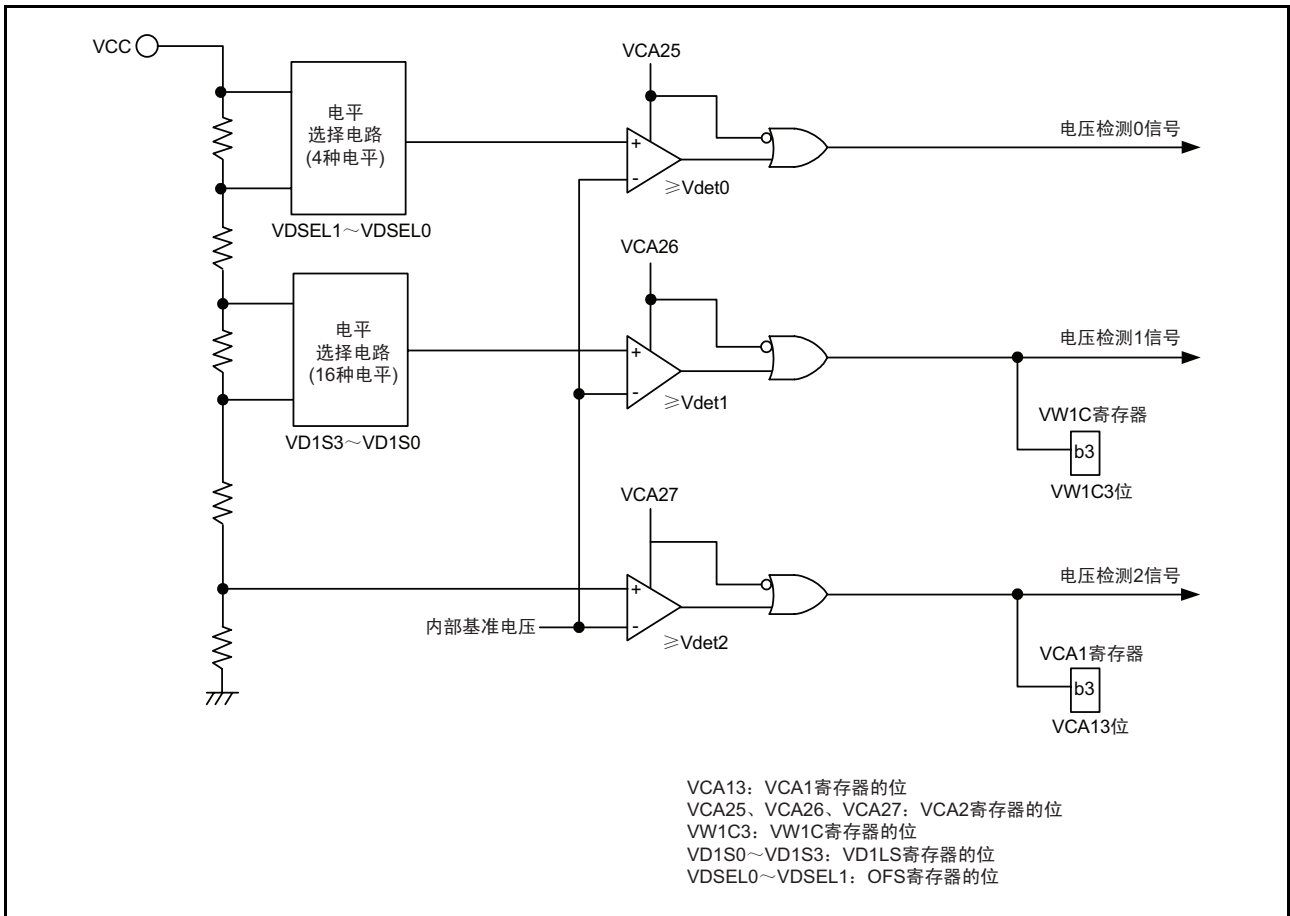 VCC
VCA25
电平
选择电路
(4种电平)
电压检测0信号
+
-
≥Vdet0
VDSEL1～VDSEL0
VCA26
电平
选择电路
(16种电平)
电压检测1信号
+
-
≥Vdet1
VD1S3～VD1S0
VW1C寄存器
b3
VW1C3位
VCA27
电压检测2信号
+
-
内部基准电压
≥Vdet2
VCA1寄存器
b3
VCA13位
VCA13：VCA1寄存器的位
VCA25、VCA26、VCA27：VCA2寄存器的位
VW1C3：VW1C寄存器的位
VD1S0～VD1S3：VD1LS寄存器的位
VDSEL0～VDSEL1：OFS寄存器的位